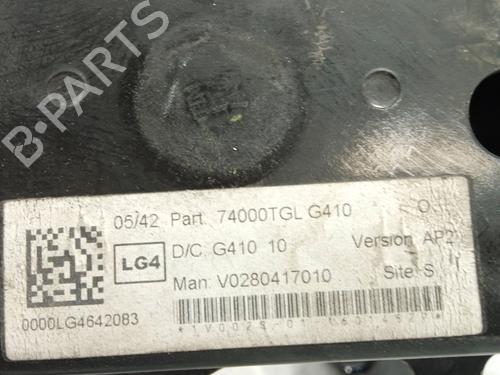 B-PARTS
05/42 Part. 74000TGL G410 O
LG4 D/C G410 10 Version AP2
Man V0280417010 Site S
0000LG4642083